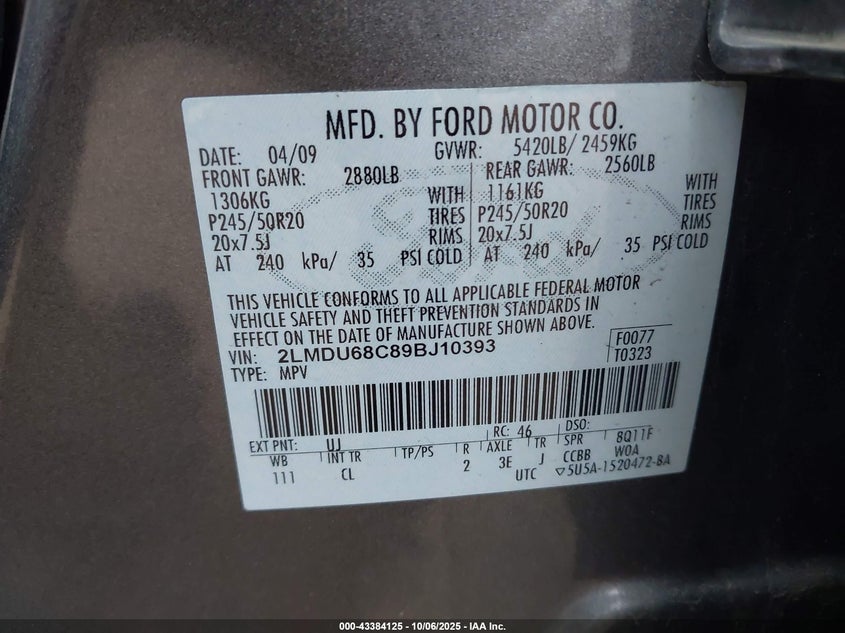 MFD. BY FORD MOTOR CO.
DATE: 04/09 GVWR: 5420LB/ 2459KG
FRONT GAWR: 2880LB REAR GAWR: 2560LB
1306KG WITH 1161KG WITH
P245/50R20 TIRES P245/50R20 TIRES
20x7.5J RIMS 20x7.5J RIMS
AT 240 kPa/ 35 PSI COLD AT 240 kPa/ 35 PSI COLD
THIS VEHICLE CONFORMS TO ALL APPLICABLE FEDERAL MOTOR
VEHICLE SAFETY AND THEFT PREVENTION STANDARDS IN
EFFECT ON THE DATE OF MANUFACTURE SHOWN ABOVE.
VIN: 2LMDU68C89BJ10393 F0077
TYPE: MPV T0323
EXT PNT: UJ RC: 46 DSO:
WB INT TR TP/PS R AXLE TR SPR 8Q11F
111 CL 2 3E J CCBB W0A
UTC ▽5U5A-1520472-BA
000-43384125 - 10/06/2025 - IAA Inc.